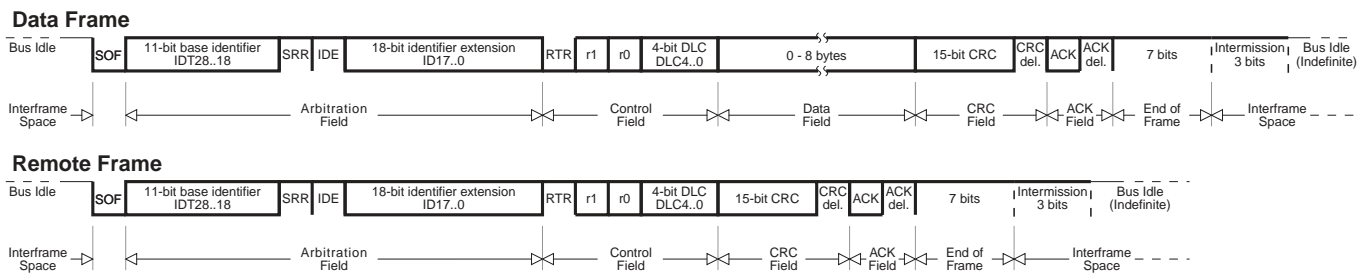 Data Frame
Bus Idle SOF 11-bit base identifier IDT28..18 SRR IDE 18-bit identifier extension ID17..0 RTR r1 r0 4-bit DLC DLC4..0 0 - 8 bytes 15-bit CRC CRC del. ACK ACK del. 7 bits Intermission 3 bits Bus Idle (Indefinite)
Interframe Space Arbitration Field Control Field Data Field CRC Field ACK Field End of Frame Interframe Space
Remote Frame
Bus Idle SOF 11-bit base identifier IDT28..18 SRR IDE 18-bit identifier extension ID17..0 RTR r1 r0 4-bit DLC DLC4..0 15-bit CRC CRC del. ACK ACK del. 7 bits Intermission 3 bits Bus Idle (Indefinite)
Interframe Space Arbitration Field Control Field CRC Field ACK Field End of Frame Interframe Space